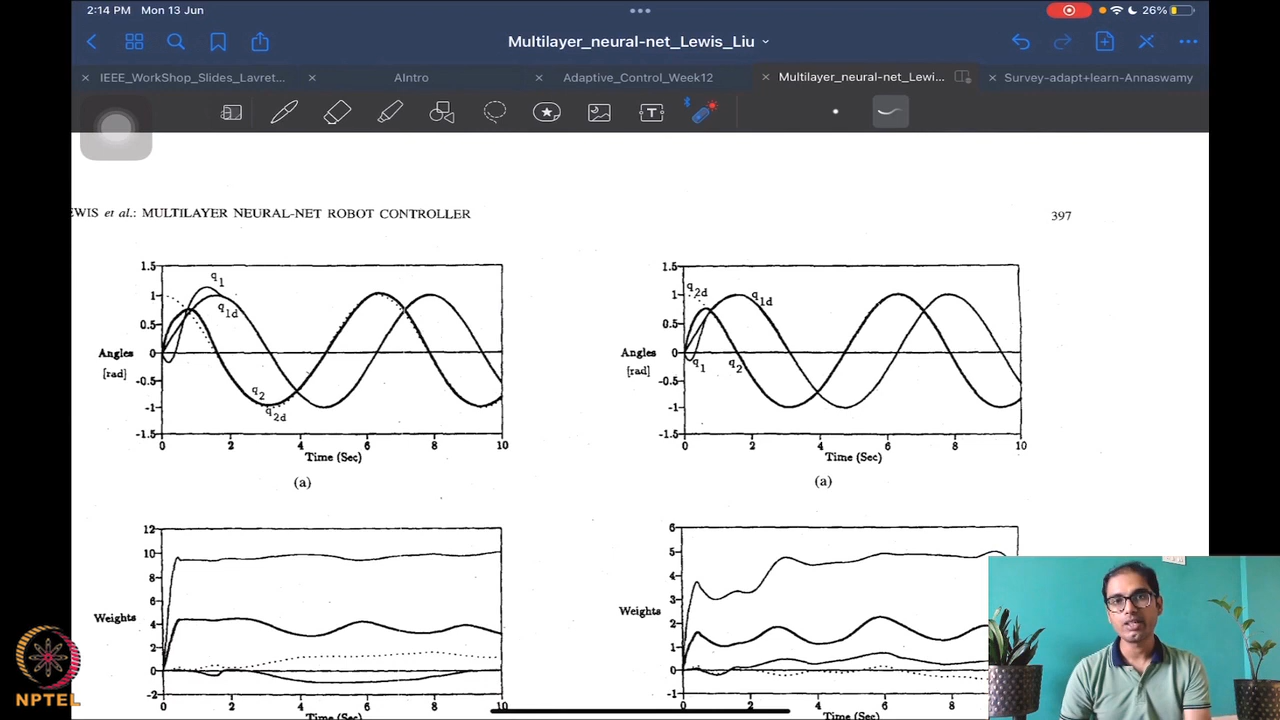 2:14 PM Mon 13 Jun
26%
Multilayer_neural-net_Lewis_Liu
IEEE_WorkShop_Slides_Lavret...
AIntro
Adaptive_Control_Week12
Multilayer_neural-net_Lewi...
Survey-adapt+learn-Annaswamy
EWIS et al.: MULTILAYER NEURAL-NET ROBOT CONTROLLER
397
1.5
1
0.5
0
-0.5
-1
-1.5
Angles
[rad]
q1
q1d
q2
q2d
0 2 4 6 8 10
Time (Sec)
(a)
1.5
1
0.5
0
-0.5
-1
-1.5
Angles
[rad]
q2d
q1d
q1
q2
0 2 4 6 8 10
Time (Sec)
(a)
12
10
8
6
4
2
0
-2
Weights
0 2 4 6 8 10
Time (Sec)
6
5
4
3
2
1
0
-1
Weights
0 2 4 6 8
Time (Sec)
NPTEL